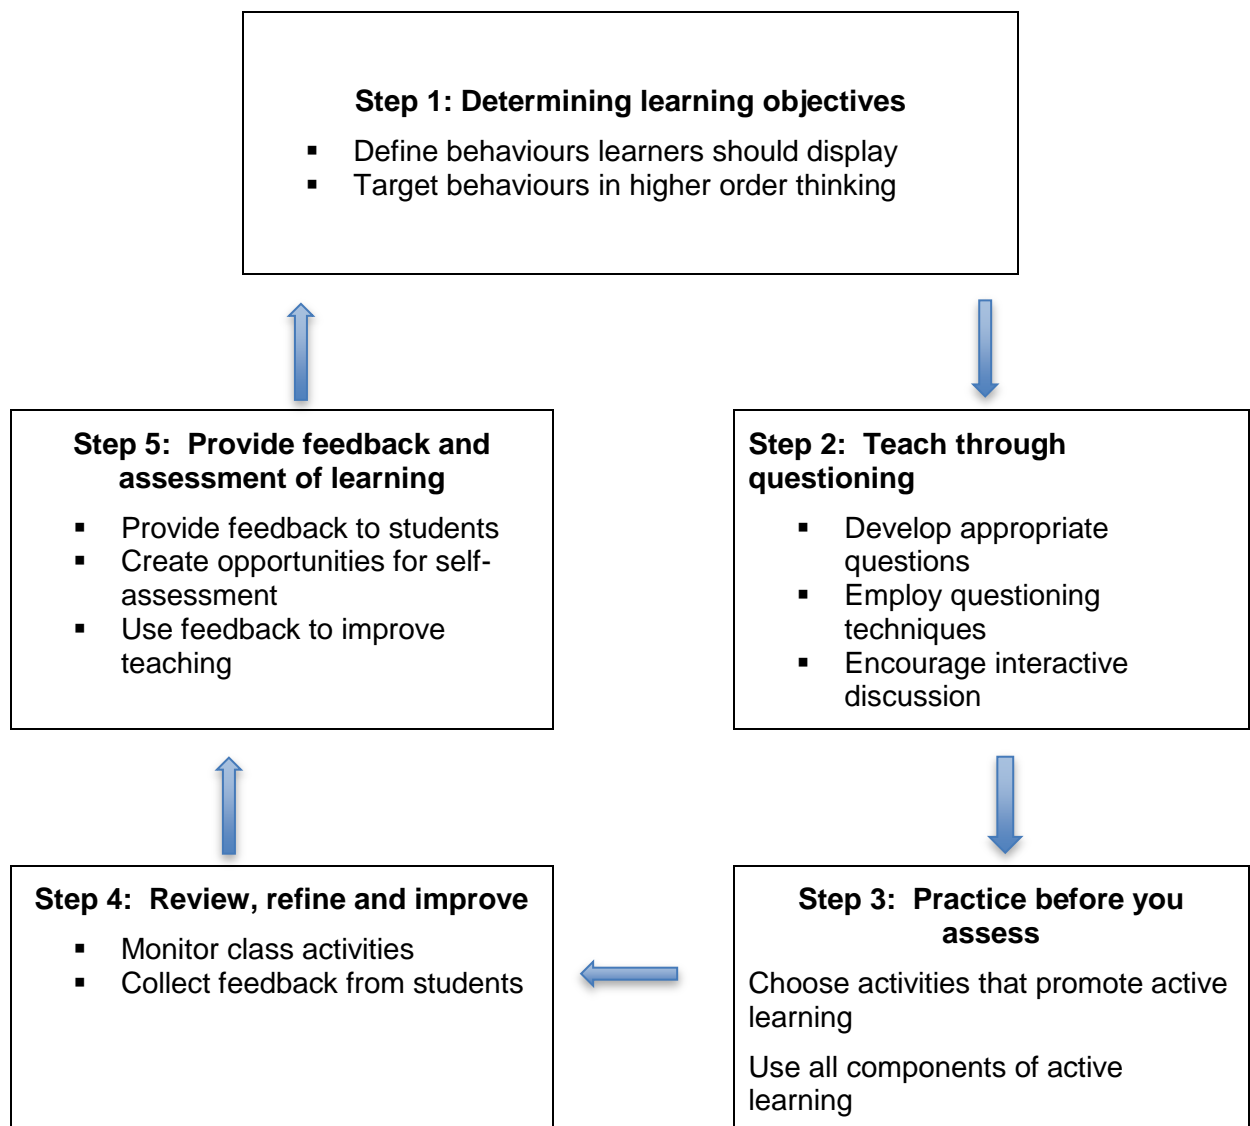 Step 1: Determining learning objectives
▪ Define behaviours learners should display
▪ Target behaviours in higher order thinking
Step 2:  Teach through
questioning
▪ Develop appropriate
questions
▪ Employ questioning
techniques
▪ Encourage interactive
discussion
Step 3:  Practice before you
assess
Choose activities that promote active
learning
Use all components of active
learning
Step 4:  Review, refine and improve
▪ Monitor class activities
▪ Collect feedback from students
Step 5:  Provide feedback and
assessment of learning
▪ Provide feedback to students
▪ Create opportunities for self-
assessment
▪ Use feedback to improve
teaching